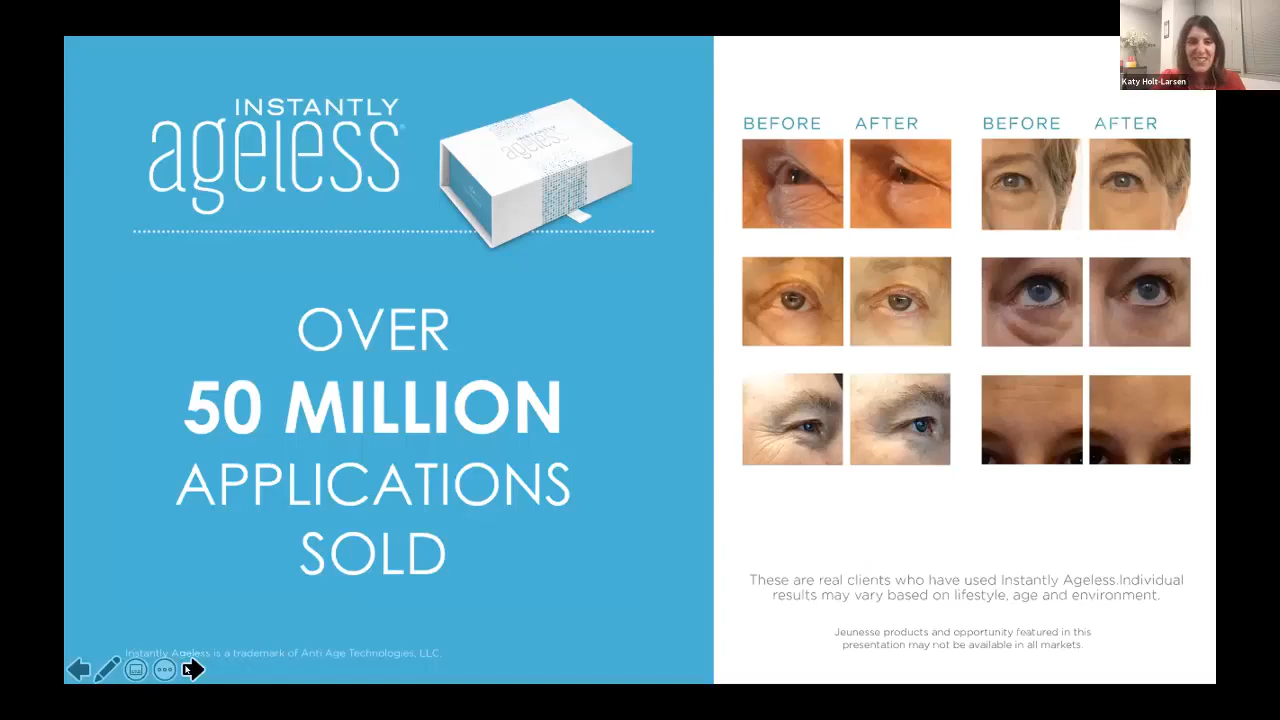 Katy Holt-Larsen
INSTANTLY
ageless®
INSTANTLY
ageless
OVER
50 MILLION
APPLICATIONS
SOLD
Instantly Ageless is a trademark of Anti Age Technologies, LLC.
BEFORE AFTER BEFORE AFTER
These are real clients who have used Instantly Ageless.Individual
results may vary based on lifestyle, age and environment.
Jeunesse products and opportunity featured in this
presentation may not be available in all markets.